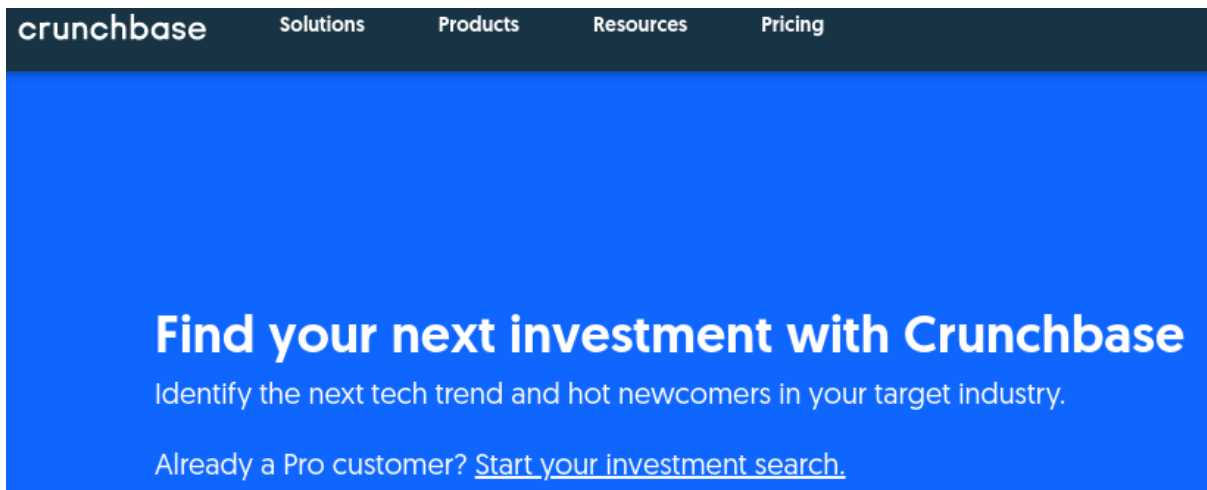 crunchbase Solutions Products Resources Pricing
Find your next investment with Crunchbase
Identify the next tech trend and hot newcomers in your target industry.
Already a Pro customer? Start your investment search.